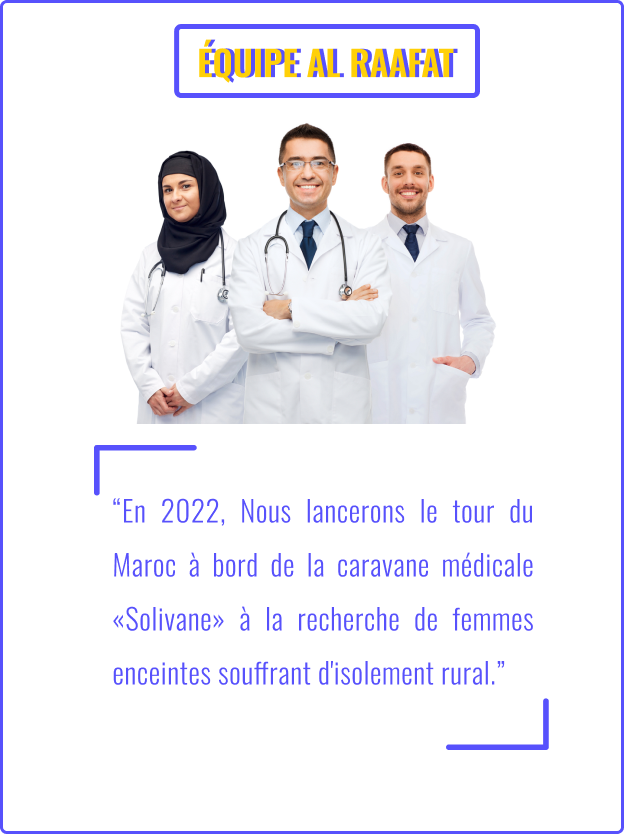 ÉQUIPE AL RAAFAT
“En 2022, Nous lancerons le tour du
Maroc à bord de la caravane médicale
«Solivane» à la recherche de femmes
enceintes souffrant d'isolement rural.”